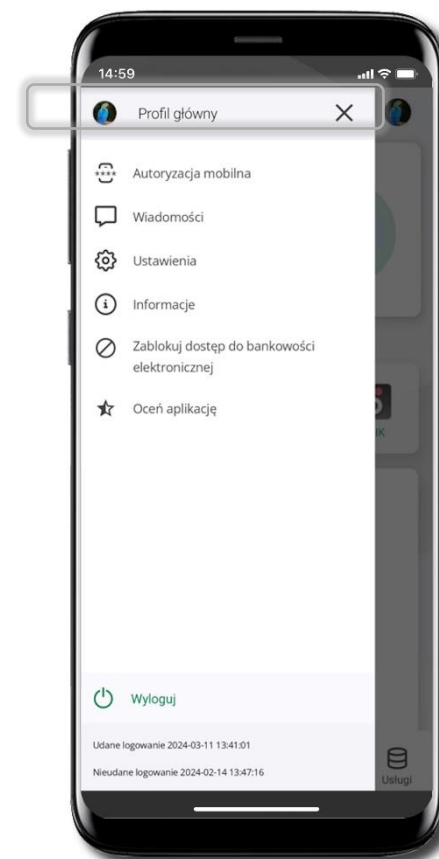 14:59
Profil główny
****
Autoryzacja mobilna
Wiadomości
Ustawienia
Informacje
Zablokuj dostęp do bankowości
elektronicznej
Oceń aplikację
IK
Wyloguj
Udane logowanie 2024-03-11 13:41:01
Nieudane logowanie 2024-02-14 13:47:16
Usługi